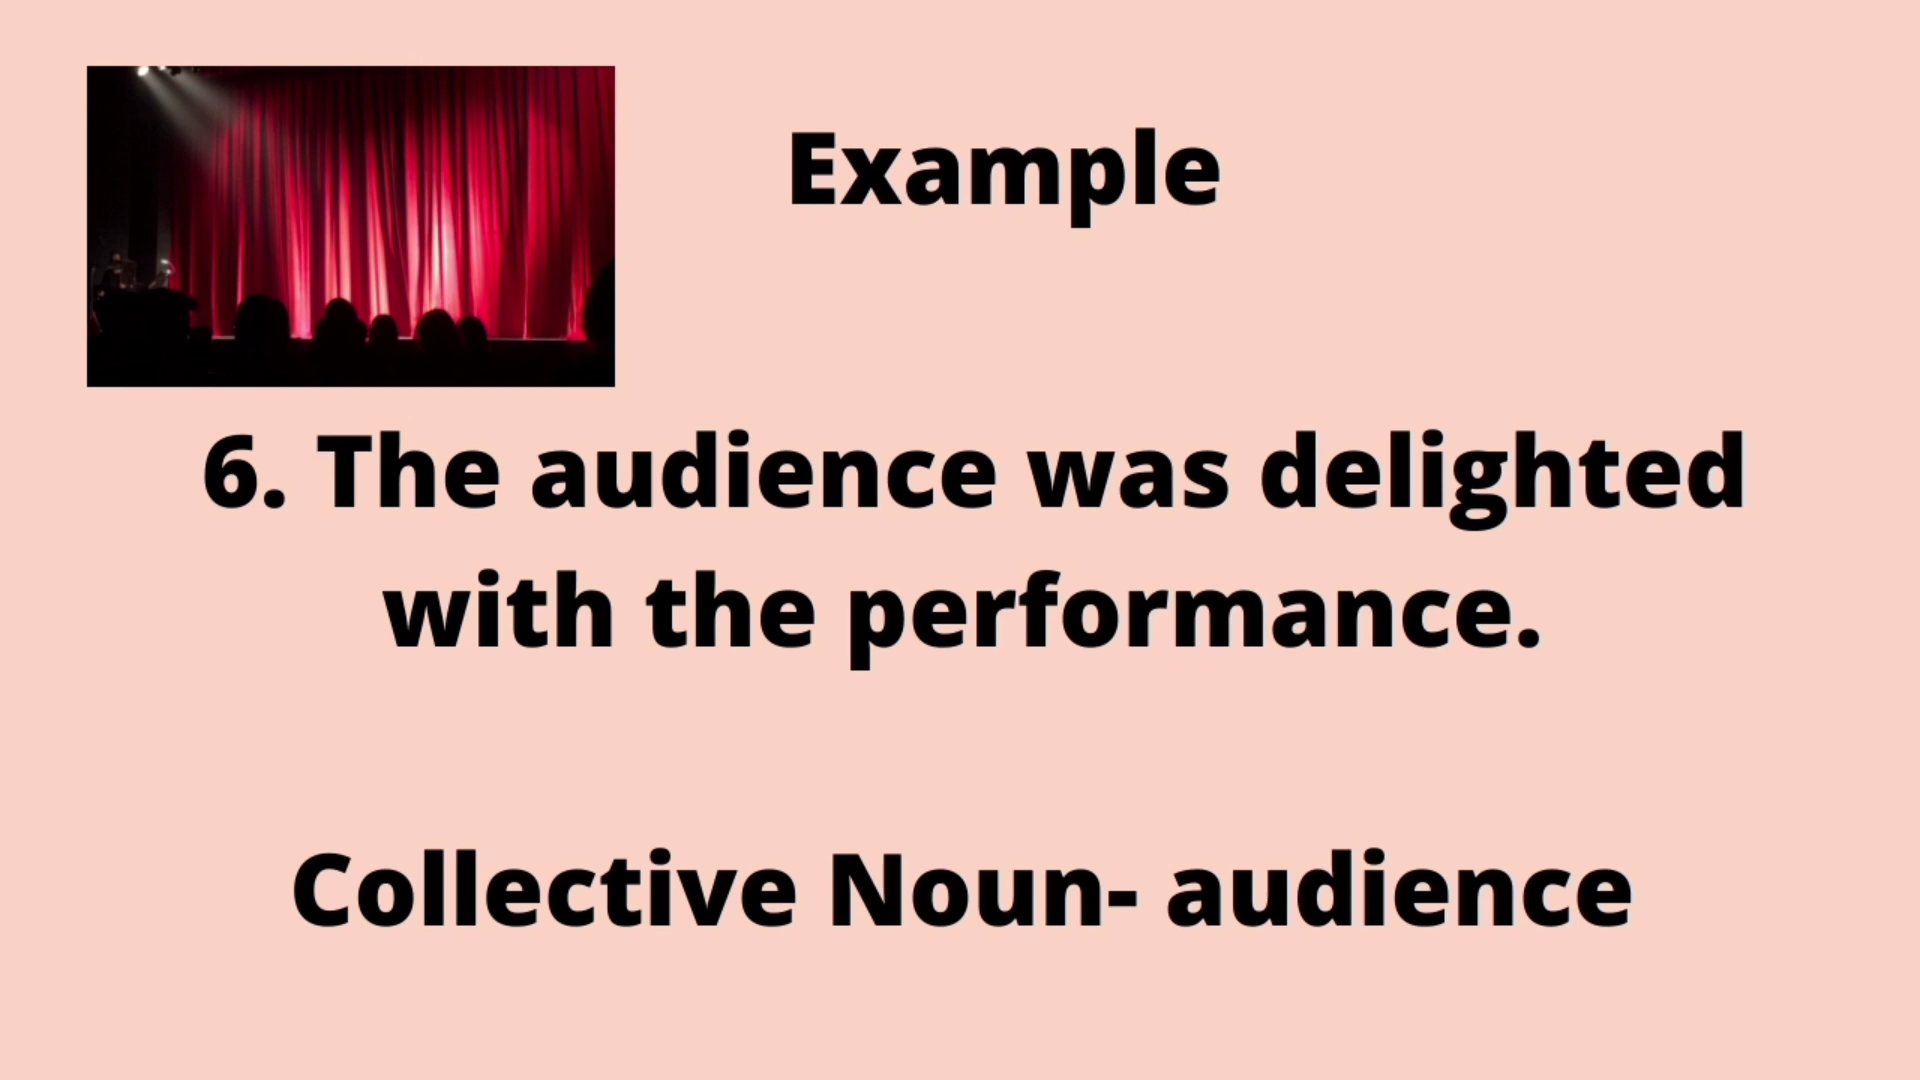 Example
6. The audience was delighted
with the performance.
Collective Noun- audience